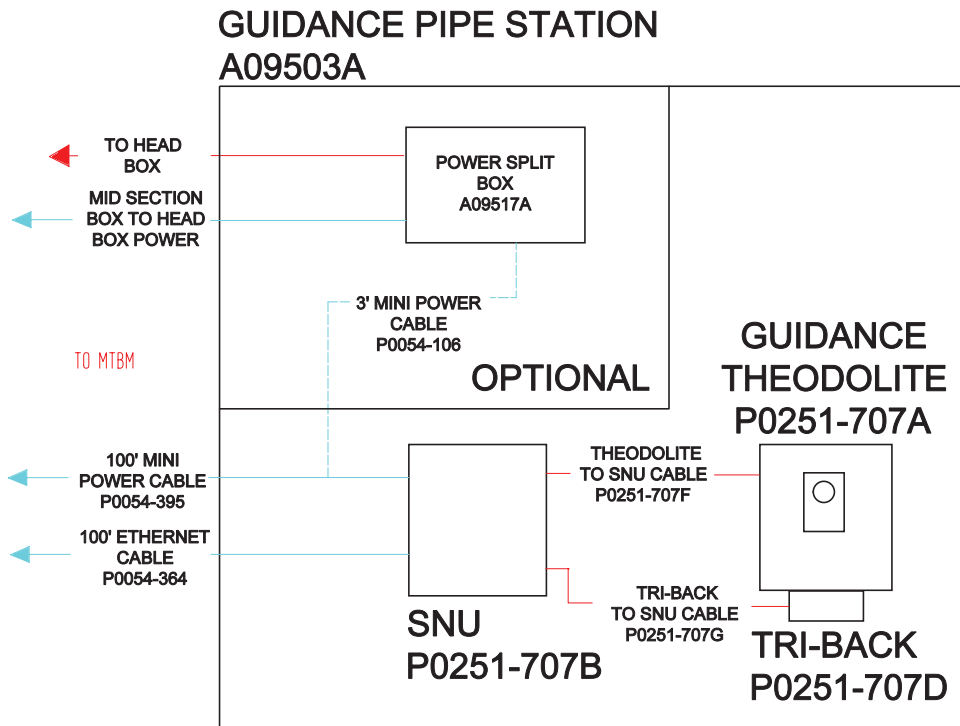 GUIDANCE PIPE STATION
A09503A
TO HEAD
BOX
POWER SPLIT
BOX
A09517A
MID SECTION
BOX TO HEAD
BOX POWER
3' MINI POWER
CABLE
P0054-106
TO MTBM
OPTIONAL
GUIDANCE
THEODOLITE
P0251-707A
100' MINI
POWER CABLE
P0054-395
THEODOLITE
TO SNU CABLE
P0251-707F
100' ETHERNET
CABLE
P0054-364
TRI-BACK
TO SNU CABLE
P0251-707G
SNU
P0251-707B
TRI-BACK
P0251-707D